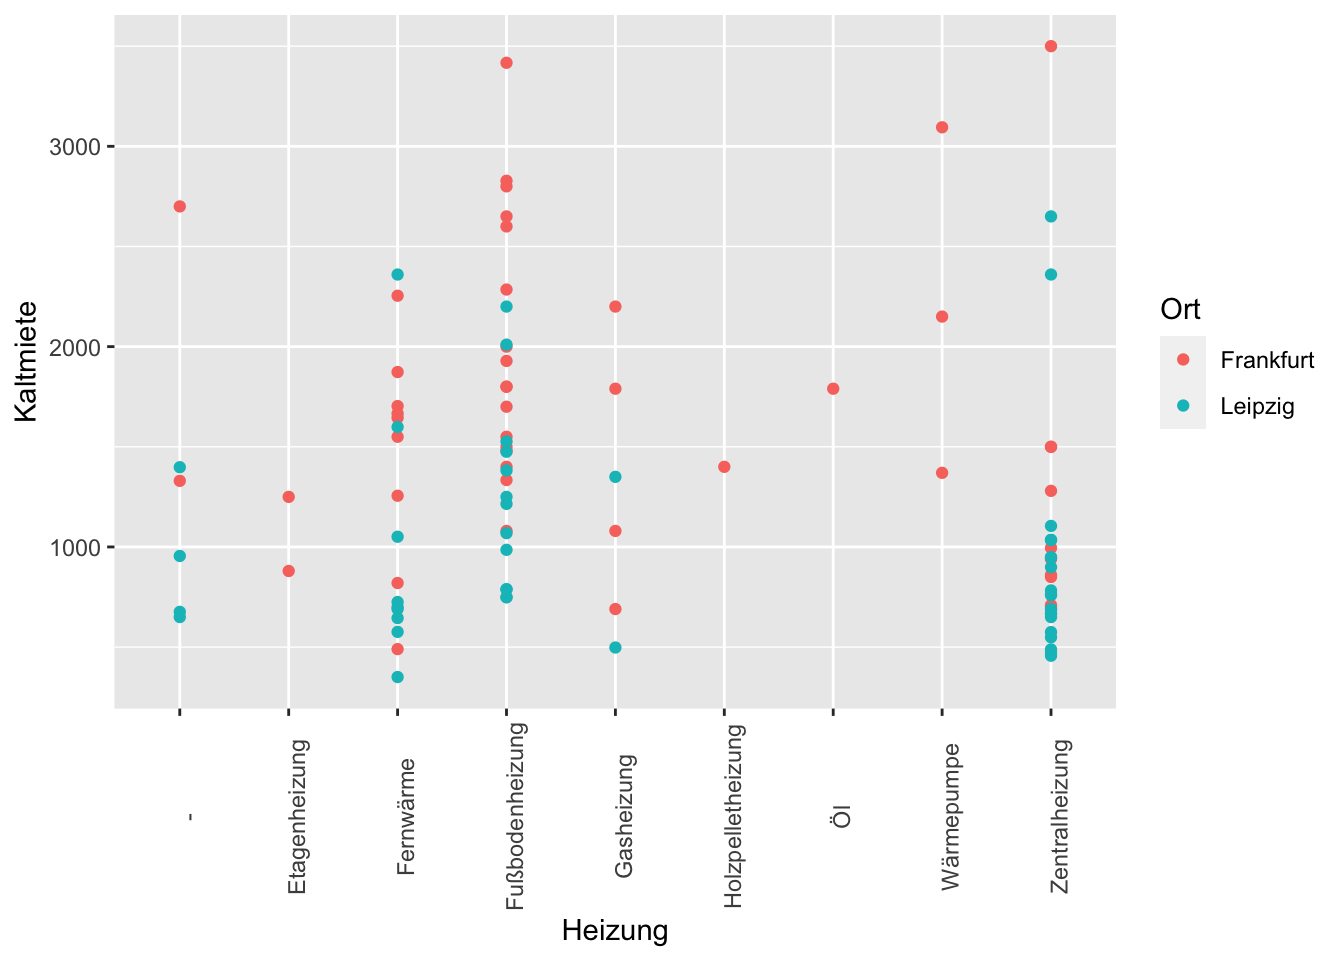 Kaltmiete
3000
2000
1000
-
Etagenheizung
Fernwärme
Fußbodenheizung
Gasheizung
Holzpelletheizung
Öl
Wärmepumpe
Zentralheizung
Heizung
Ort
Frankfurt
Leipzig